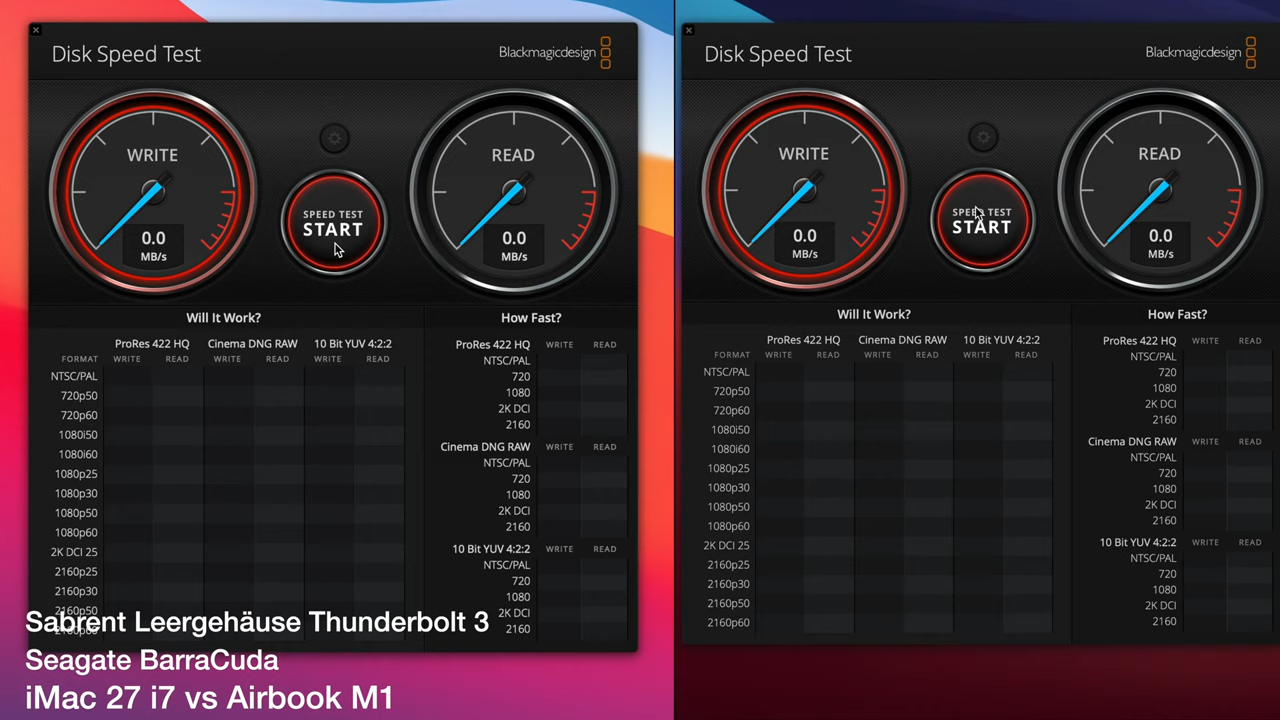 Disk Speed Test
Blackmagicdesign
WRITE
0.0
MB/s
SPEED TEST
START
READ
0.0
MB/s
Will It Work?
How Fast?
ProRes 422 HQ Cinema DNG RAW 10 Bit YUV 4:2:2
FORMAT WRITE READ WRITE READ WRITE READ
NTSC/PAL
720p50
720p60
1080i50
1080i60
1080p25
1080p30
1080p50
1080p60
2K DCI 25
2160p25
2160p30
2160p50
2160p60
ProRes 422 HQ WRITE READ
NTSC/PAL
720
1080
2K DCI
2160
Cinema DNG RAW WRITE READ
NTSC/PAL
720
1080
2K DCI
2160
10 Bit YUV 4:2:2 WRITE READ
NTSC/PAL
720
1080
2K DCI
2160
Sabrent Leergehäuse Thunderbolt 3
Seagate BarraCuda
iMac 27 i7 vs Airbook M1
Disk Speed Test
Blackmagicdesign
WRITE
0.0
MB/s
SPEED TEST
START
READ
0.0
MB/s
Will It Work?
How Fast?
ProRes 422 HQ Cinema DNG RAW 10 Bit YUV 4:2:2
FORMAT WRITE READ WRITE READ WRITE READ
NTSC/PAL
720p50
720p60
1080i50
1080i60
1080p25
1080p30
1080p50
1080p60
2K DCI 25
2160p25
2160p30
2160p50
2160p60
ProRes 422 HQ WRITE READ
NTSC/PAL
720
1080
2K DCI
2160
Cinema DNG RAW WRITE READ
NTSC/PAL
720
1080
2K DCI
2160
10 Bit YUV 4:2:2 WRITE READ
NTSC/PAL
720
1080
2K DCI
2160